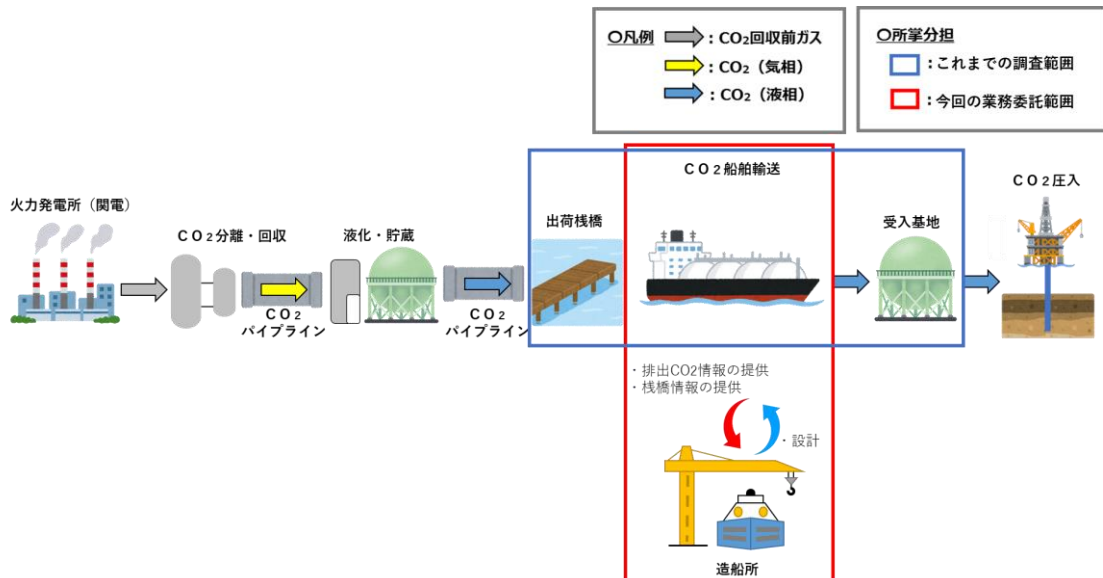 〇凡例
：CO₂回収前ガス
：CO₂（気相）
：CO₂（液相）
〇所掌分担
：これまでの調査範囲
：今回の業務委託範囲
火力発電所（関電）
ＣＯ₂分離・回収
ＣＯ₂
パイプライン
液化・貯蔵
ＣＯ₂
パイプライン
出荷桟橋
ＣＯ₂船舶輸送
受入基地
ＣＯ₂圧入
・排出CO2情報の提供
・桟橋情報の提供
・設計
造船所